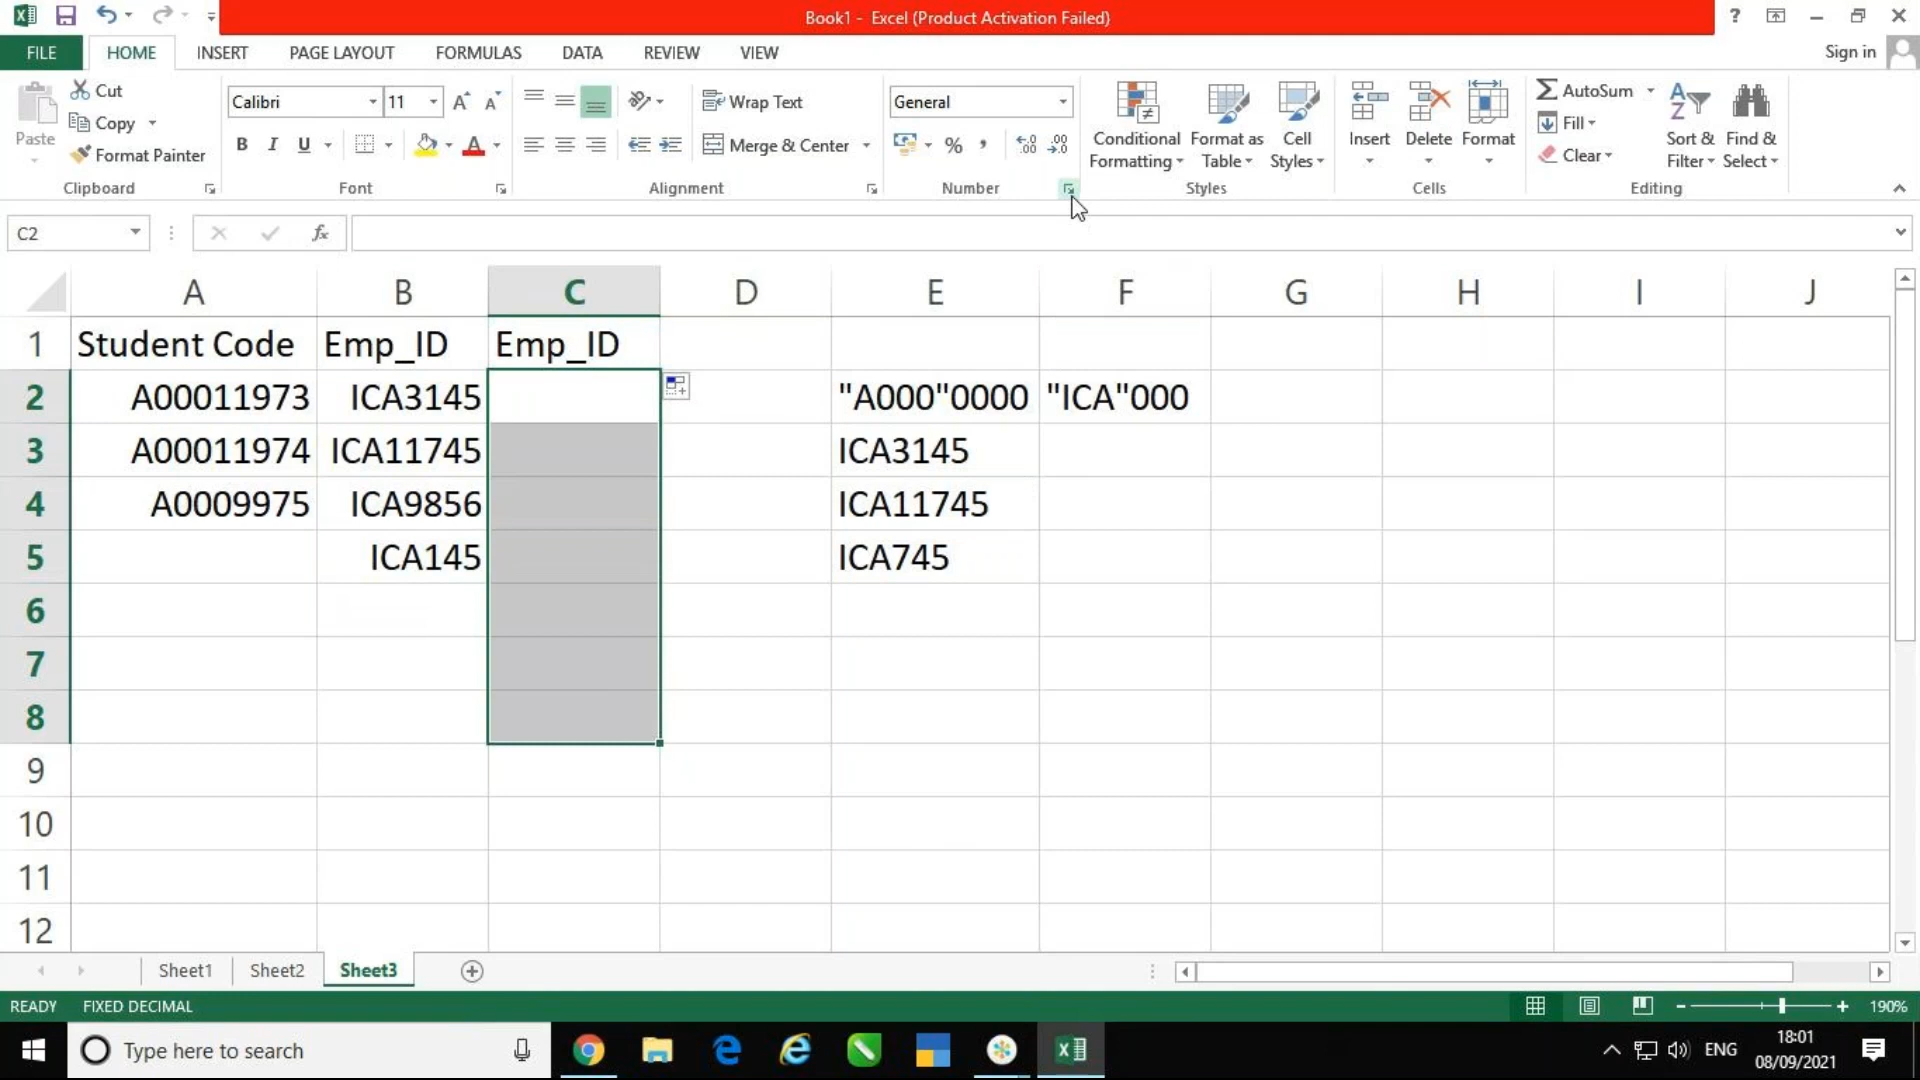 Book1 - Excel (Product Activation Failed)
?
FILE HOME INSERT PAGE LAYOUT FORMULAS DATA REVIEW VIEW
Sign in
Paste
Cut
Copy
Format Painter
Clipboard
Calibri 11
B I U
Font
Wrap Text
Merge & Center
Alignment
General
% ,
Number
Conditional Formatting
Format as Table
Cell Styles
Styles
Insert
Delete
Format
Cells
AutoSum
Fill
Clear
Sort & Filter
Find & Select
Editing
C2 fx
A B C D E F G H I J
1 Student Code Emp_ID Emp_ID
2 A00011973 ICA3145 "A000"0000 "ICA"000
3 A00011974 ICA11745 ICA3145
4 A0009975 ICA9856 ICA11745
5 ICA145 ICA745
6
7
8
9
10
11
12
Sheet1 Sheet2 Sheet3
READY FIXED DECIMAL
190%
Type here to search
ENG
18:01
08/09/2021